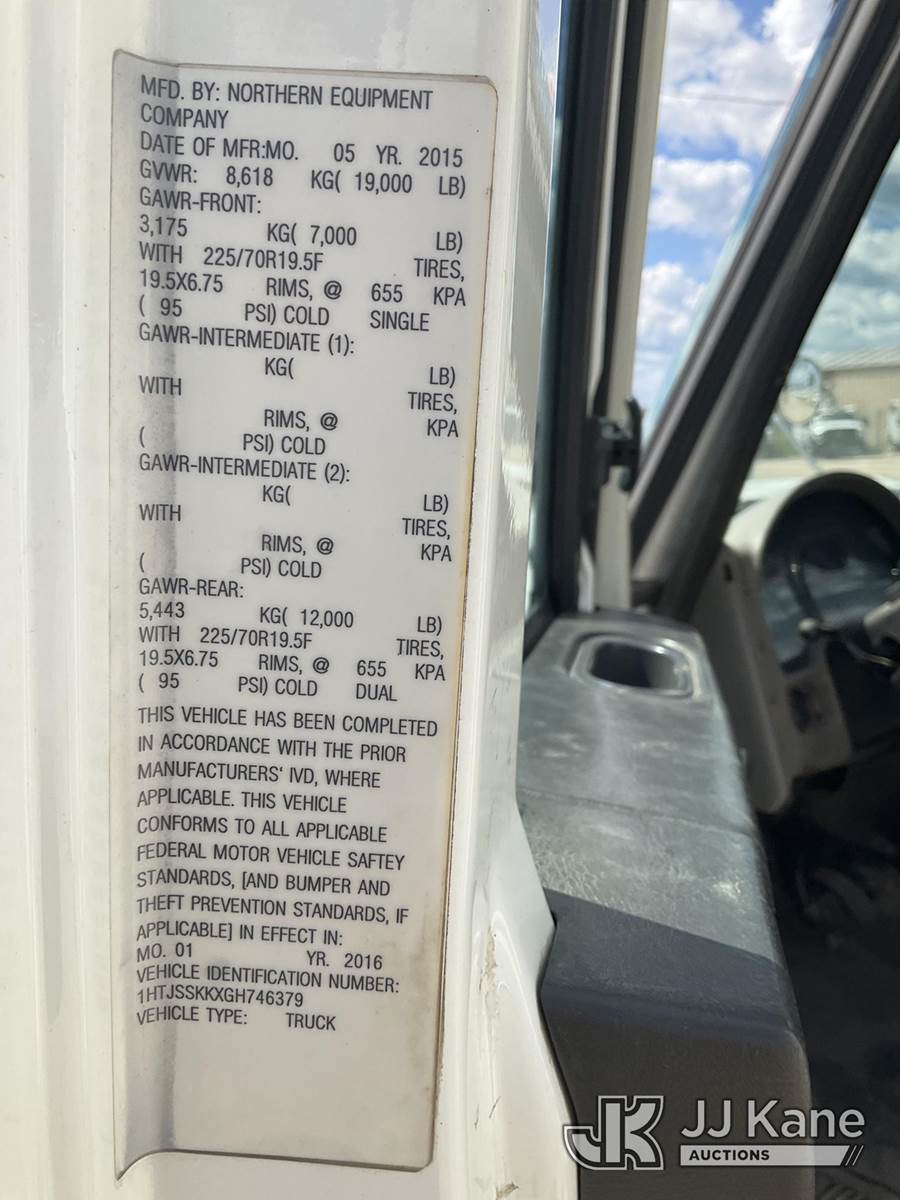 MFD. BY: NORTHERN EQUIPMENT
COMPANY
DATE OF MFR:MO. 05 YR. 2015
GVWR: 8,618 KG( 19,000 LB)
GAWR-FRONT:
3,175 KG( 7,000 LB)
WITH 225/70R19.5F TIRES,
19.5X6.75 RIMS, @ 655 KPA
( 95 PSI) COLD SINGLE
GAWR-INTERMEDIATE (1):
KG( LB)
WITH TIRES,
RIMS, @ KPA
( PSI) COLD
GAWR-INTERMEDIATE (2):
KG( LB)
WITH TIRES,
RIMS, @ KPA
( PSI) COLD
GAWR-REAR:
5,443 KG( 12,000 LB)
WITH 225/70R19.5F TIRES,
19.5X6.75 RIMS, @ 655 KPA
( 95 PSI) COLD DUAL
THIS VEHICLE HAS BEEN COMPLETED
IN ACCORDANCE WITH THE PRIOR
MANUFACTURERS' IVD, WHERE
APPLICABLE. THIS VEHICLE
CONFORMS TO ALL APPLICABLE
FEDERAL MOTOR VEHICLE SAFTEY
STANDARDS, [AND BUMPER AND
THEFT PREVENTION STANDARDS, IF
APPLICABLE] IN EFFECT IN:
MO. 01 YR. 2016
VEHICLE IDENTIFICATION NUMBER:
1HTJSSKKXGH746379
VEHICLE TYPE: TRUCK
JK JJ Kane
AUCTIONS